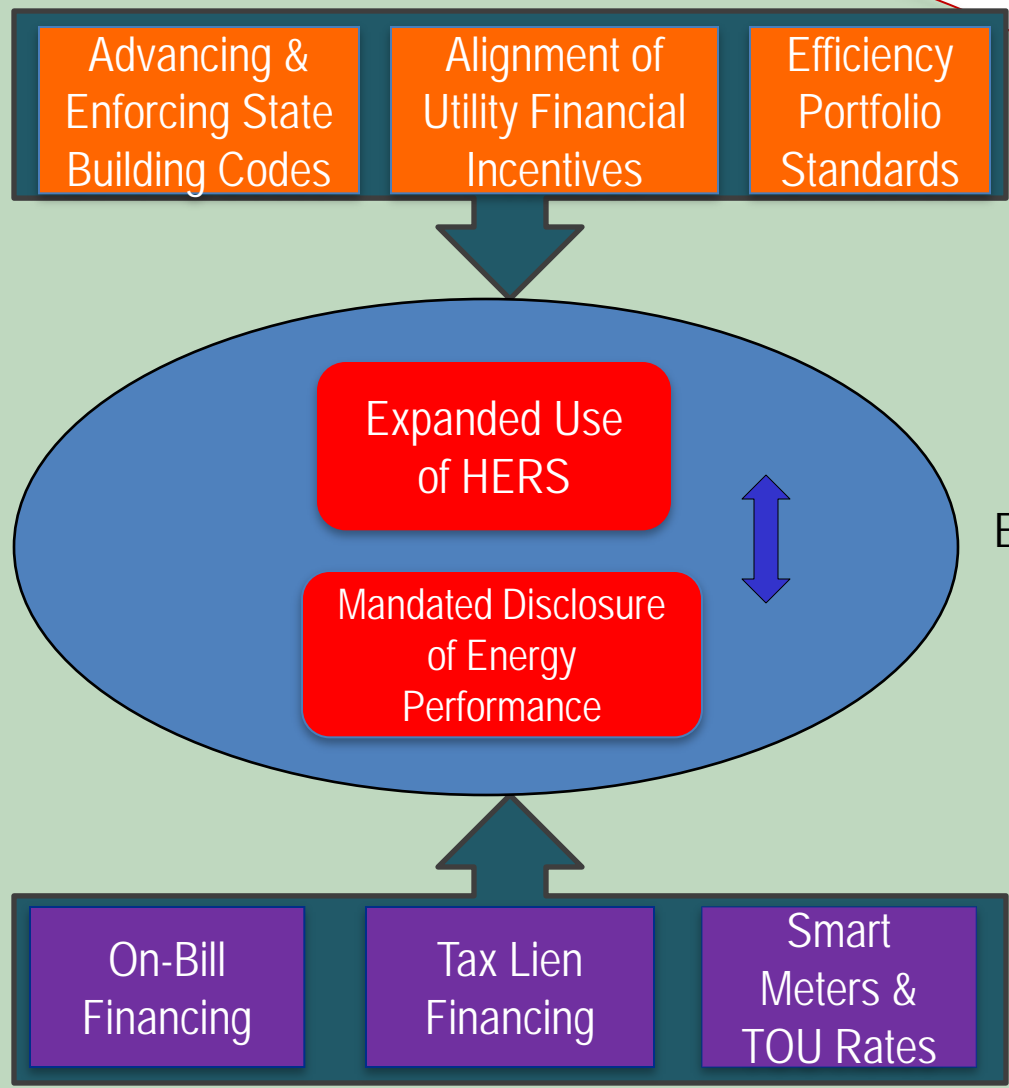 Advancing &
Enforcing State
Building Codes
Alignment of
Utility Financial
Incentives
Efficiency
Portfolio
Standards
Expanded Use
of HERS
E
Mandated Disclosure
of Energy
Performance
On-Bill
Financing
Tax Lien
Financing
Smart
Meters &
TOU Rates